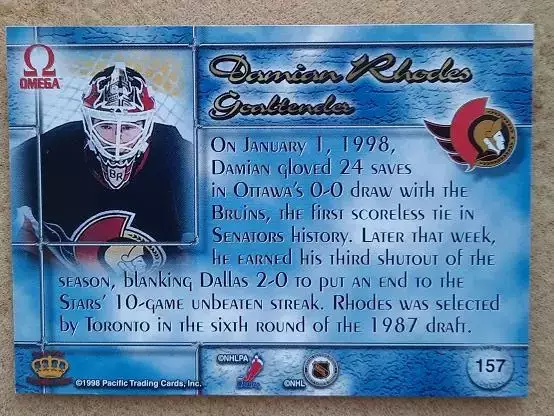 OMEGA
Damian Rhodes
Goaltender
On January 1, 1998,
Damian gloved 24 saves
in Ottawa's 0-0 draw with the
Bruins, the first scoreless tie in
Senators history. Later that week,
he earned his third shutout of the
season, blanking Dallas 2-0 to put an end to the
Stars' 10-game unbeaten streak. Rhodes was selected
by Toronto in the sixth round of the 1987 draft.
©1998 Pacific Trading Cards, Inc.
©NHLPA
©NHL
157